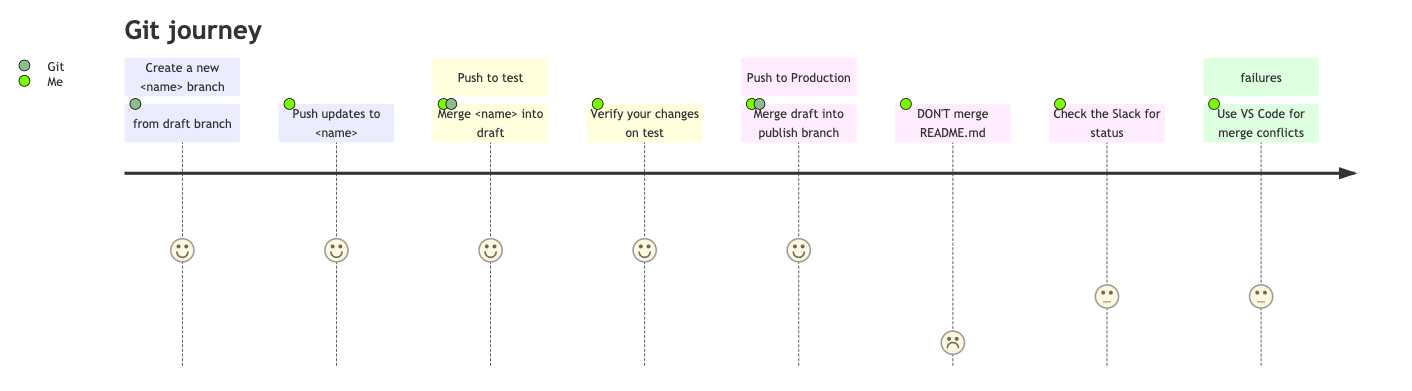 Git journey
Git
Me
Create a new
<name> branch
Push to test
Push to Production
failures
from draft branch
Push updates to
<name>
Merge <name> into
draft
Verify your changes
on test
Merge draft into
publish branch
DON'T merge
README.md
Check the Slack for
status
Use VS Code for
merge conflicts